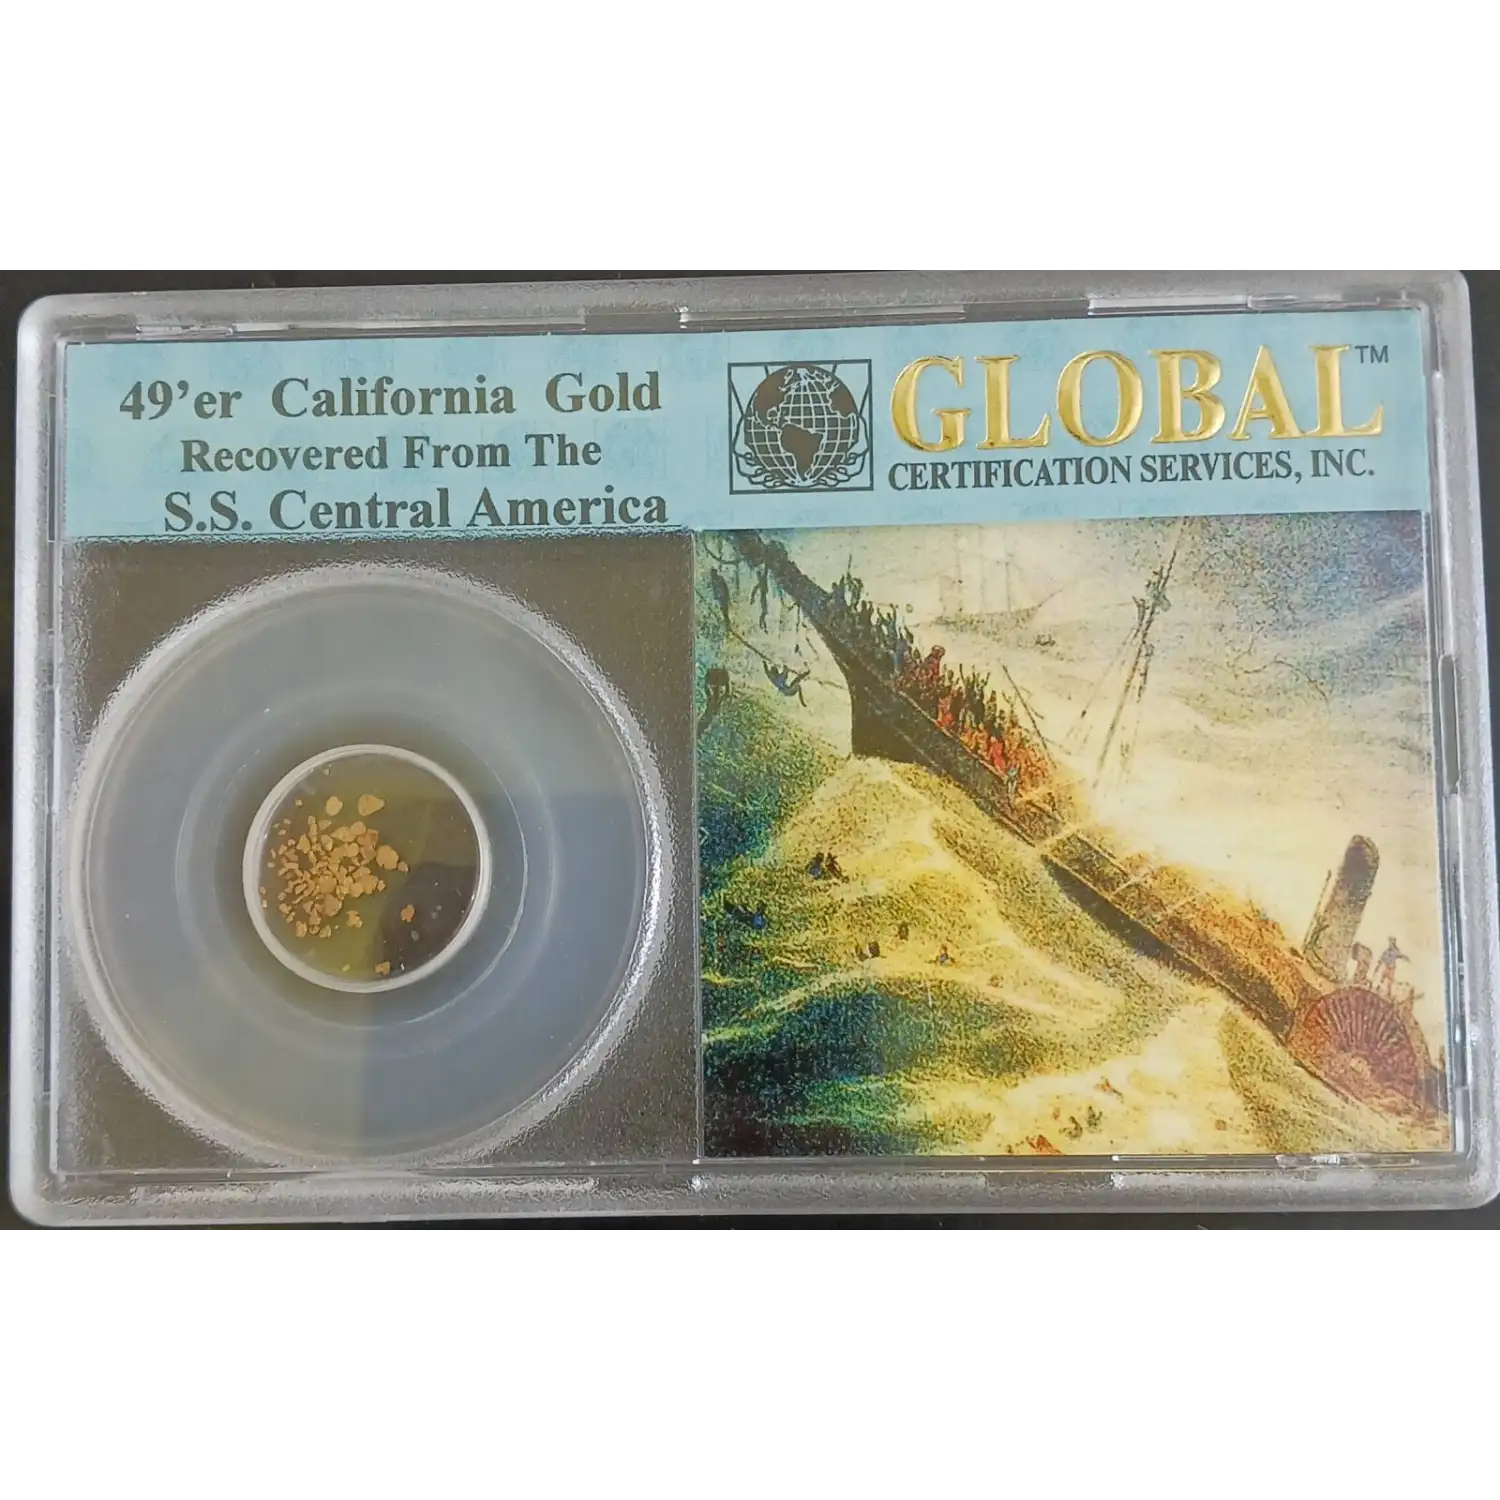 49’er California Gold
Recovered From The
S.S. Central America
GLOBAL™
CERTIFICATION SERVICES, INC.